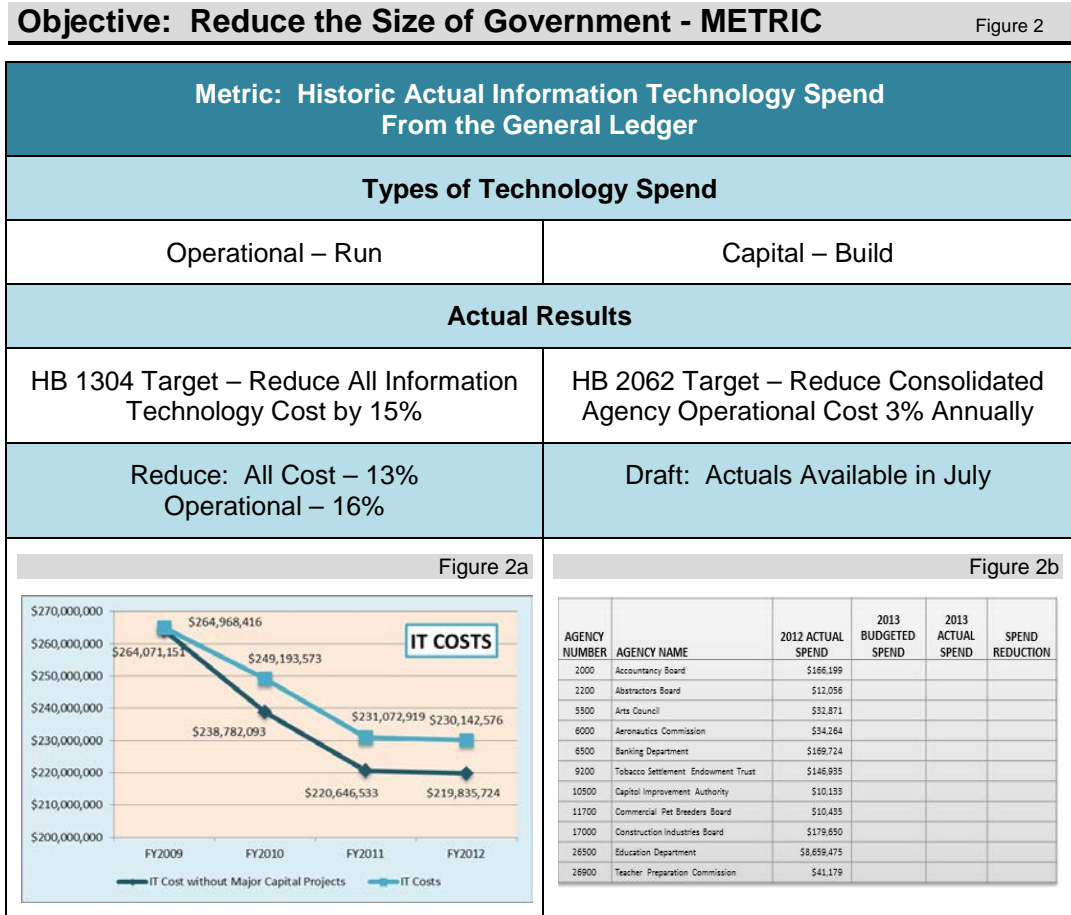 Objective: Reduce the Size of Government - METRIC Figure 2
Metric: Historic Actual Information Technology Spend
From the General Ledger
Types of Technology Spend
Operational – Run
Capital – Build
Actual Results
HB 1304 Target – Reduce All Information
Technology Cost by 15%
HB 2062 Target – Reduce Consolidated
Agency Operational Cost 3% Annually
Reduce: All Cost – 13%
Operational – 16%
Draft: Actuals Available in July
Figure 2a
IT COSTS
$270,000,000
$260,000,000
$250,000,000
$240,000,000
$230,000,000
$220,000,000
$210,000,000
$200,000,000
$264,968,416
$264,071,151
$249,193,573
$238,782,093
$231,072,919
$230,142,576
$220,646,533
$219,835,724
FY2009 FY2010 FY2011 FY2012
IT Cost without Major Capital Projects IT Costs
Figure 2b
AGENCY NUMBER AGENCY NAME 2012 ACTUAL SPEND 2013 BUDGETED SPEND 2013 ACTUAL SPEND SPEND REDUCTION
2000 Accountancy Board $166,199
2200 Abstractors Board $12,056
5500 Arts Council $32,871
6000 Aeronautics Commission $34,264
6500 Banking Department $169,724
9200 Tobacco Settlement Endowment Trust $146,935
10500 Capitol Improvement Authority $10,135
11700 Commercial Pet Breeders Board $10,435
17000 Construction Industries Board $179,650
26500 Education Department $8,659,475
26900 Teacher Preparation Commission $41,179